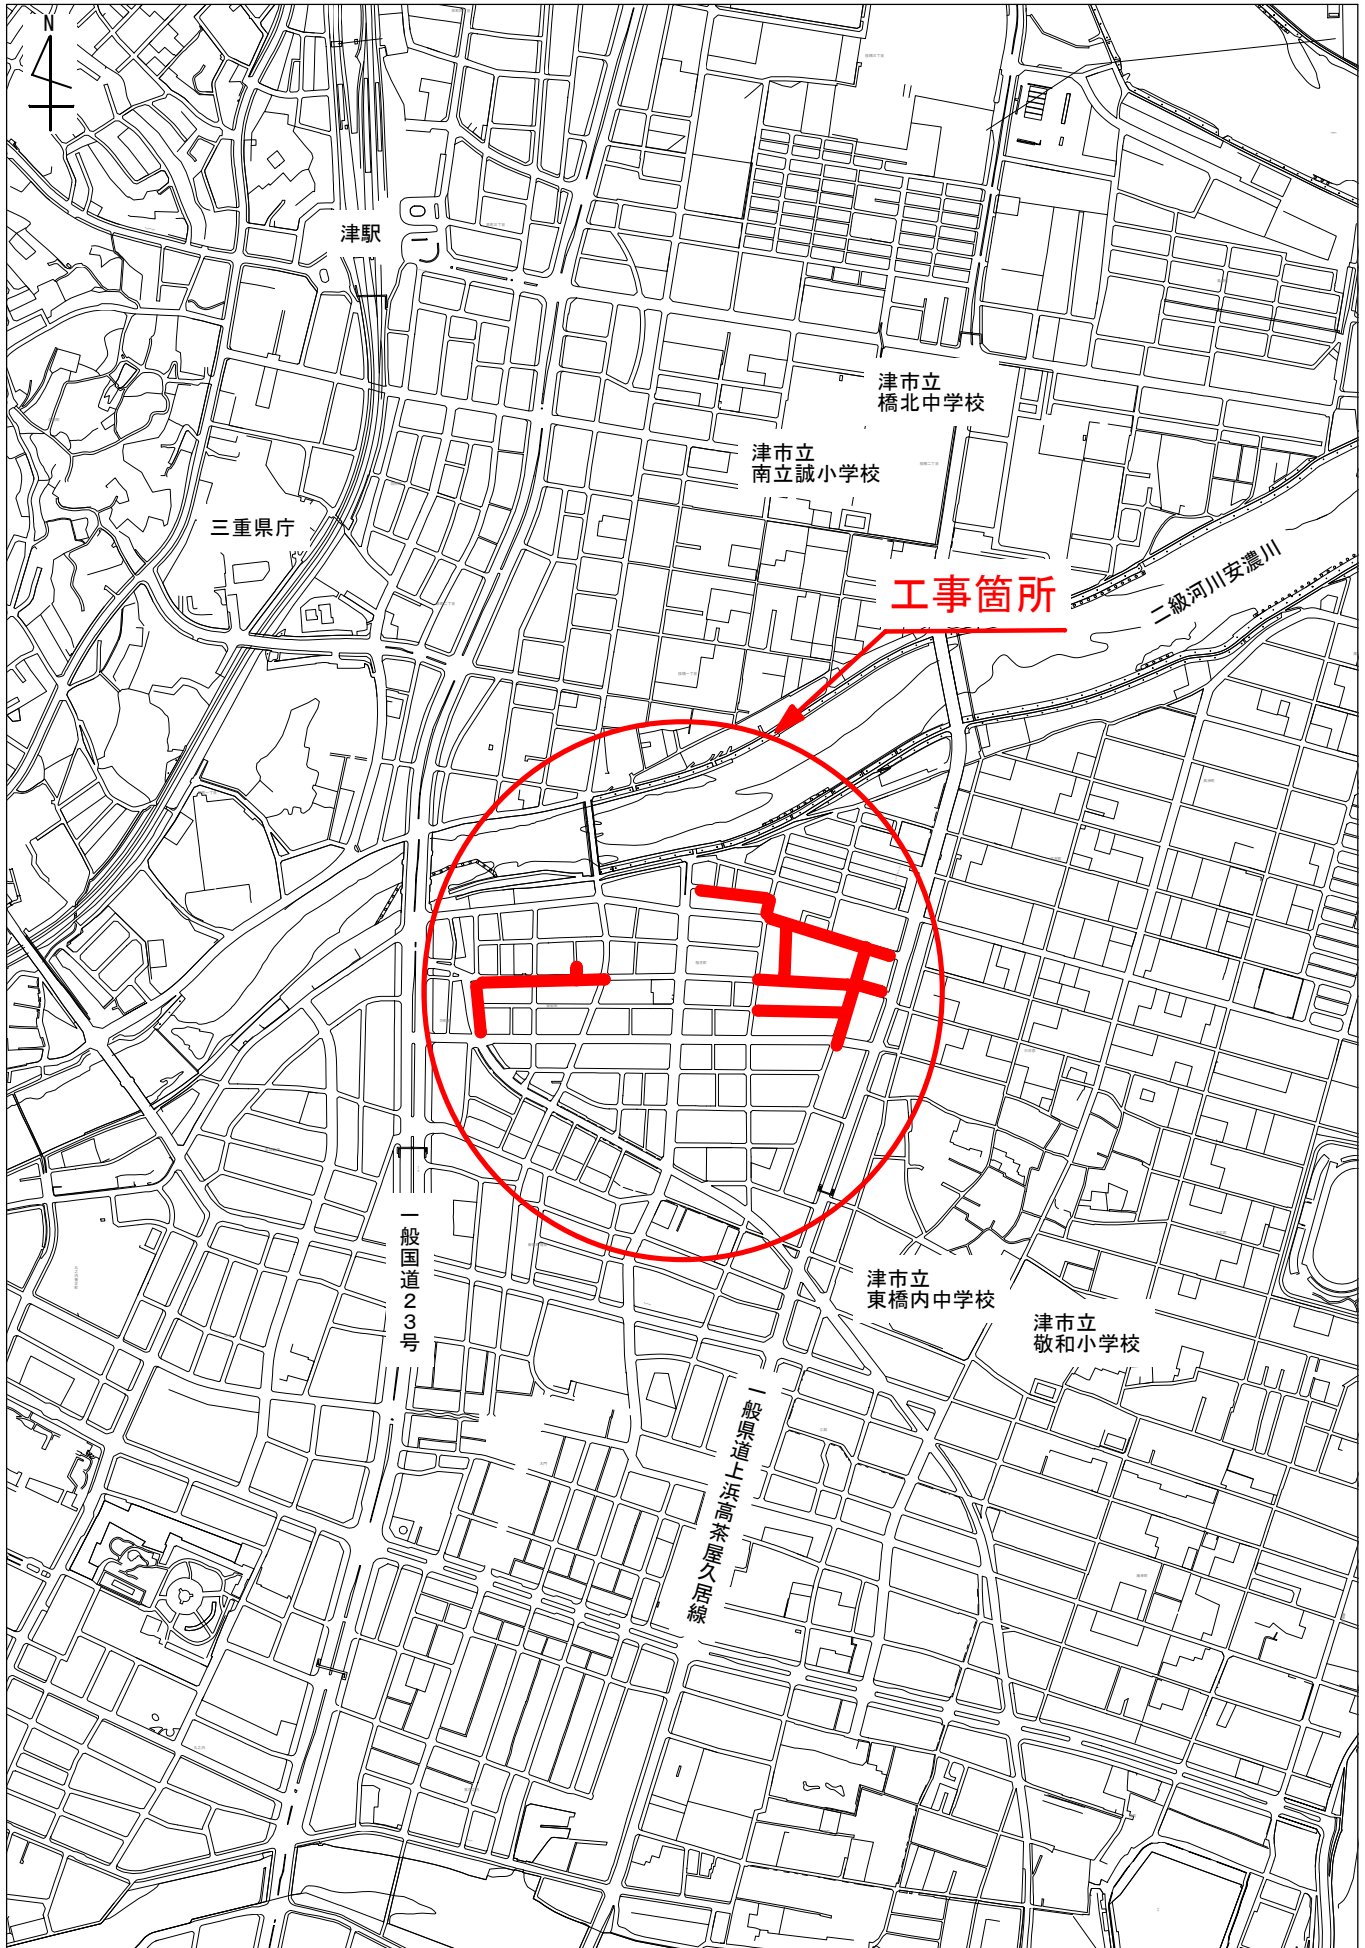 N
津駅
津市立
橋北中学校
津市立
南立誠小学校
三重県庁
工事箇所
二級河川安濃川
一般国道23号
津市立
東橋内中学校
津市立
敬和小学校
一般県道上浜高茶屋久居線